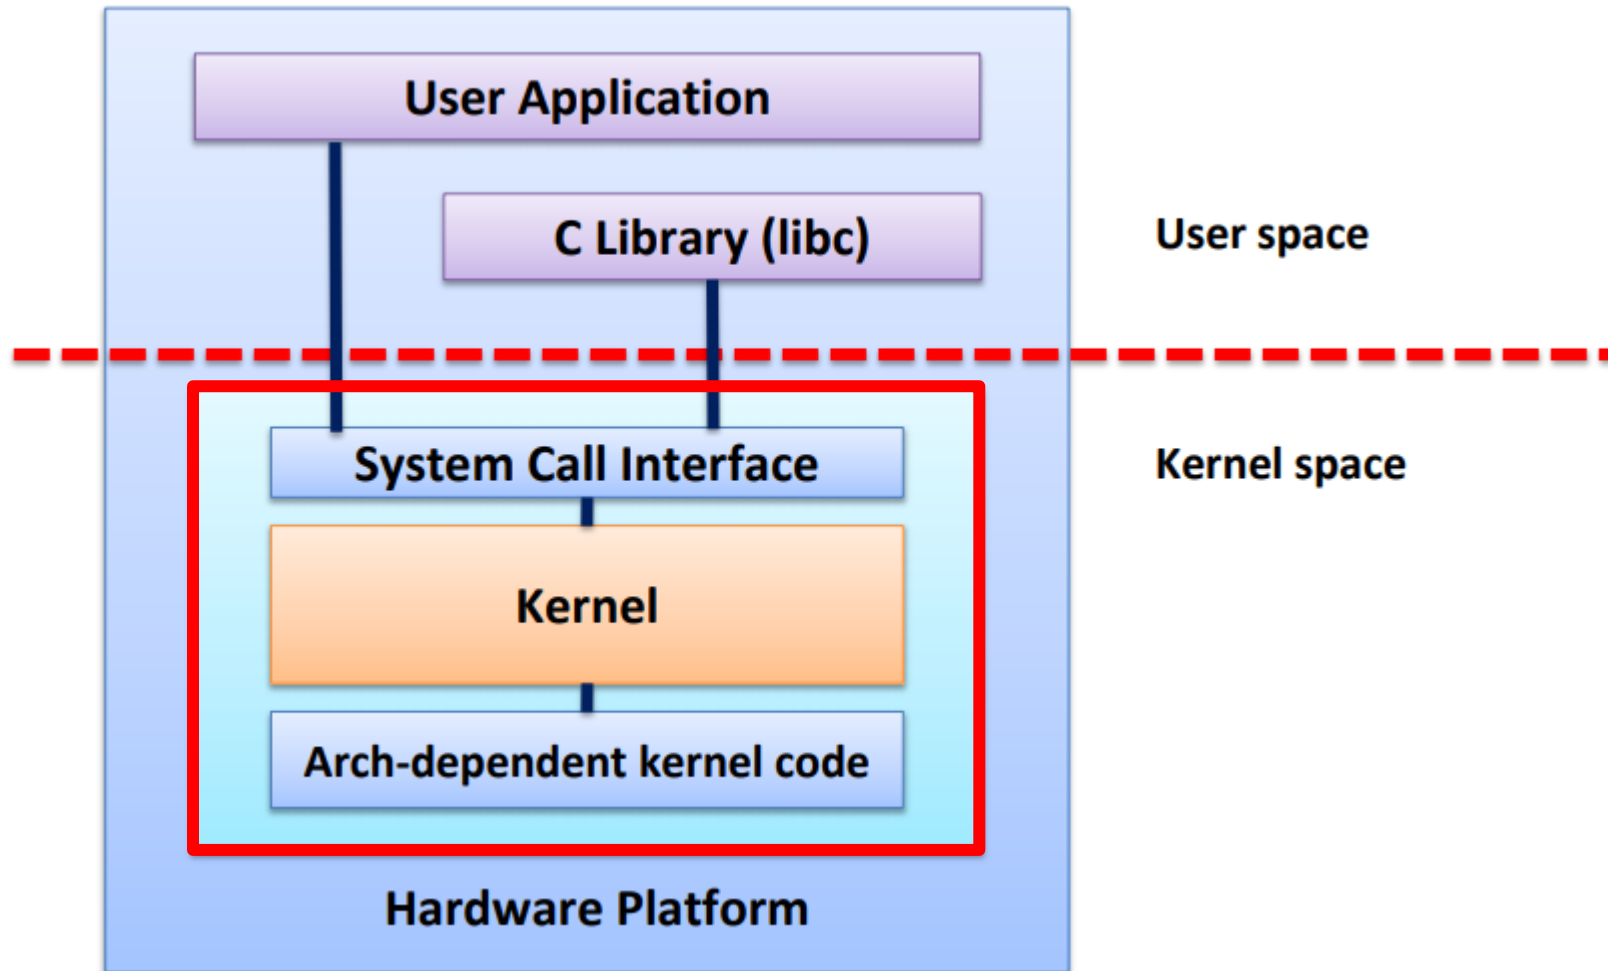 User Application
C Library (libc)
User space
System Call Interface
Kernel space
Kernel
Arch-dependent kernel code
Hardware Platform